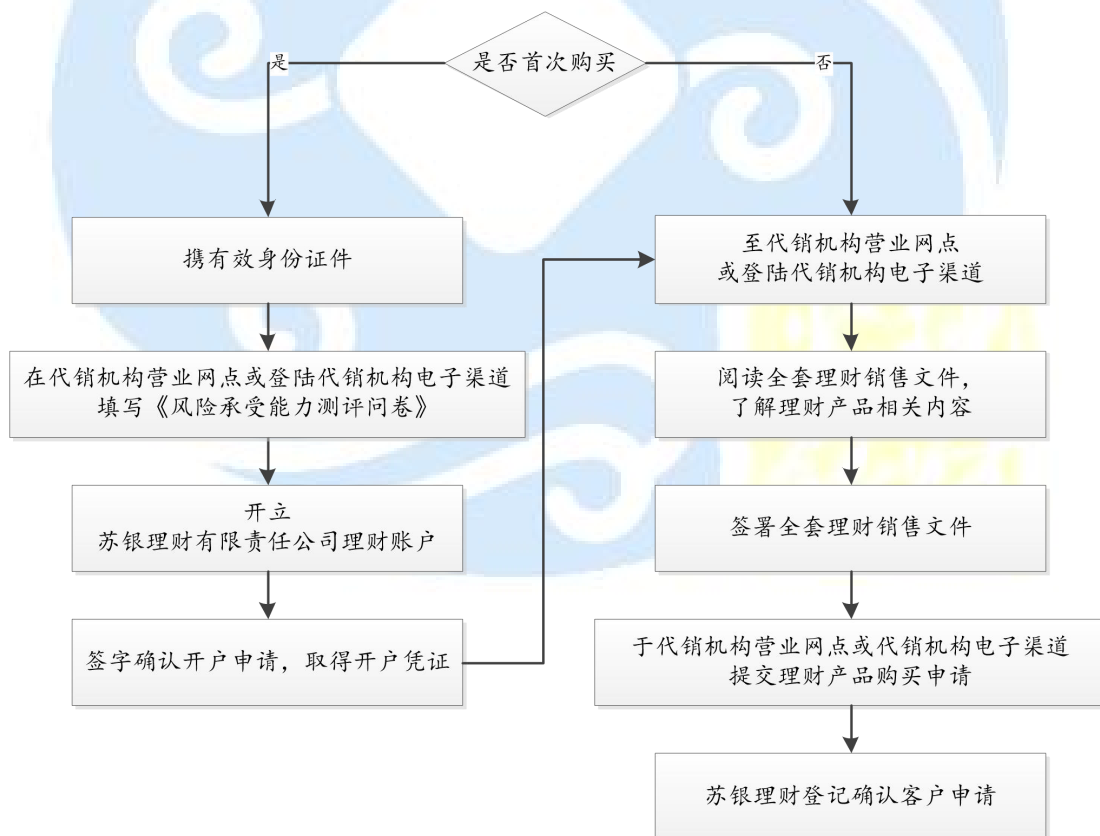 是否首次购买
是
否
携有效身份证件
在代销机构营业网点或登陆代销机构电子渠道
填写《风险承受能力测评问卷》
开立
苏银理财有限责任公司理财账户
签字确认开户申请，取得开户凭证
至代销机构营业网点
或登陆代销机构电子渠道
阅读全套理财销售文件，
了解理财产品相关内容
签署全套理财销售文件
于代销机构营业网点或代销机构电子渠道
提交理财产品购买申请
苏银理财登记确认客户申请